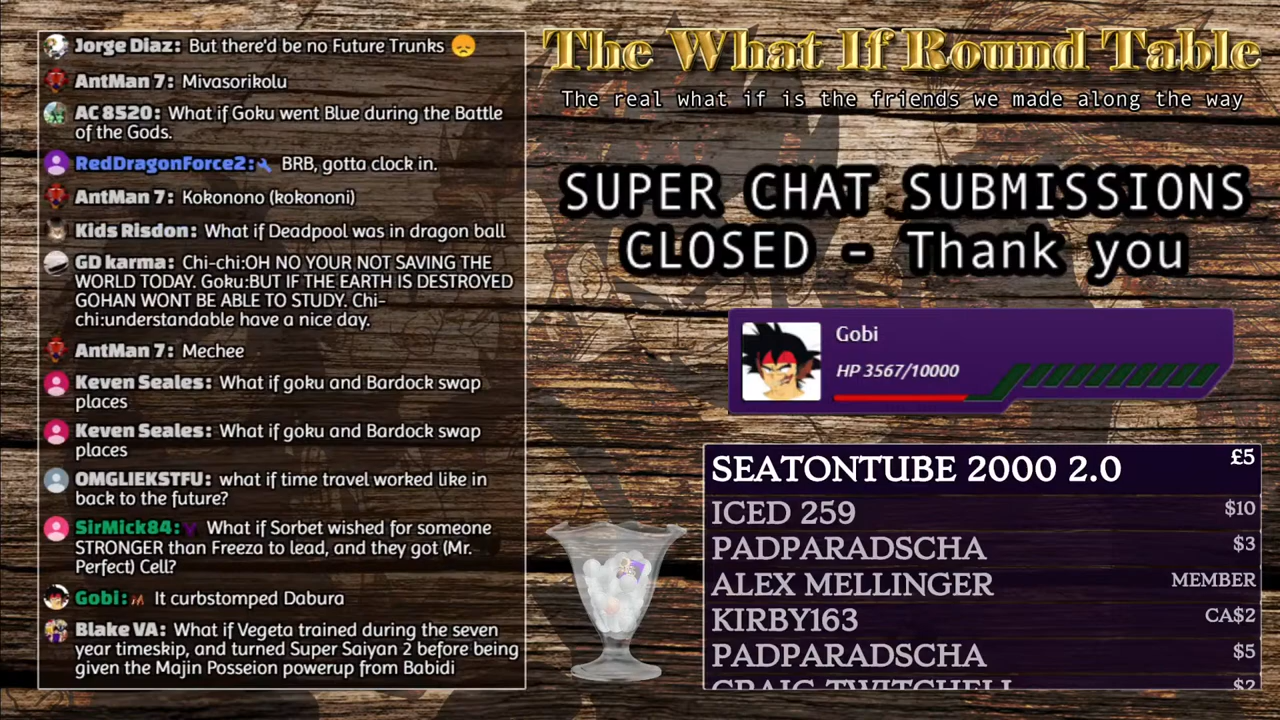 Jorge Diaz: But there'd be no Future Trunks 😞
AntMan 7: Mivasorikolu
AC 8520: What if Goku went Blue during the Battle
of the Gods.
RedDragonForce2: BRB, gotta clock in.
AntMan 7: Kokonono (kokononi)
Kids Risdon: What if Deadpool was in dragon ball
GD karma: Chi-chi:OH NO YOUR NOT SAVING THE
WORLD TODAY. Goku:BUT IF THE EARTH IS DESTROYED
GOHAN WONT BE ABLE TO STUDY. Chi-
chi:understandable have a nice day.
AntMan 7: Mechee
Keven Seales: What if goku and Bardock swap
places
Keven Seales: What if goku and Bardock swap
places
OMGLIEKSTFU: what if time travel worked like in
back to the future?
SirMick84: What if Sorbet wished for someone
STRONGER than Freeza to lead, and they got (Mr.
Perfect) Cell?
Gobi: It curbstomped Dabura
Blake VA: What if Vegeta trained during the seven
year timeskip, and turned Super Saiyan 2 before being
given the Majin Posseion powerup from Babidi
The What If Round Table
The real what if is the friends we made along the way
SUPER CHAT SUBMISSIONS
CLOSED - Thank you
Gobi
HP 3567/10000
SEATONTUBE 2000 2.0 £5
ICED 259 $10
PADPARADSCHA $3
ALEX MELLINGER MEMBER
KIRBY163 CA$2
PADPARADSCHA $5
CRAIG TWITCHELL $2